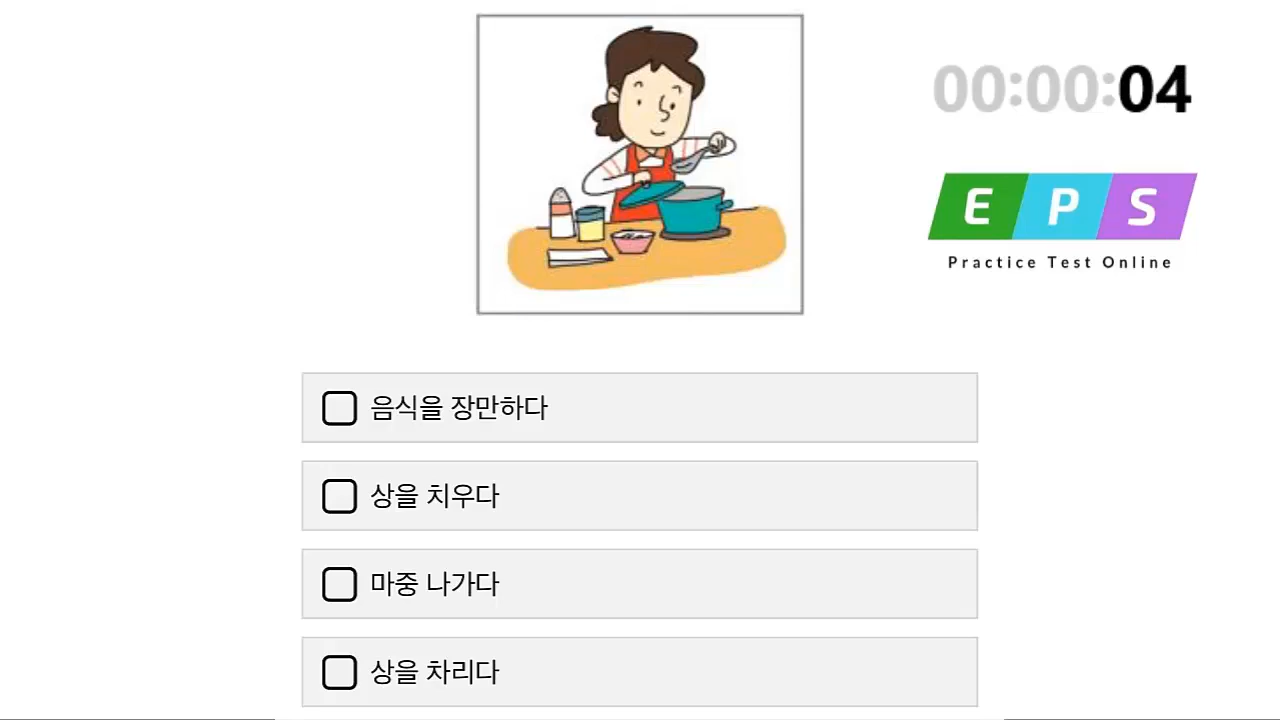 00:00:04
EPS
Practice Test Online
음식을 장만하다
상을 치우다
마중 나가다
상을 차리다